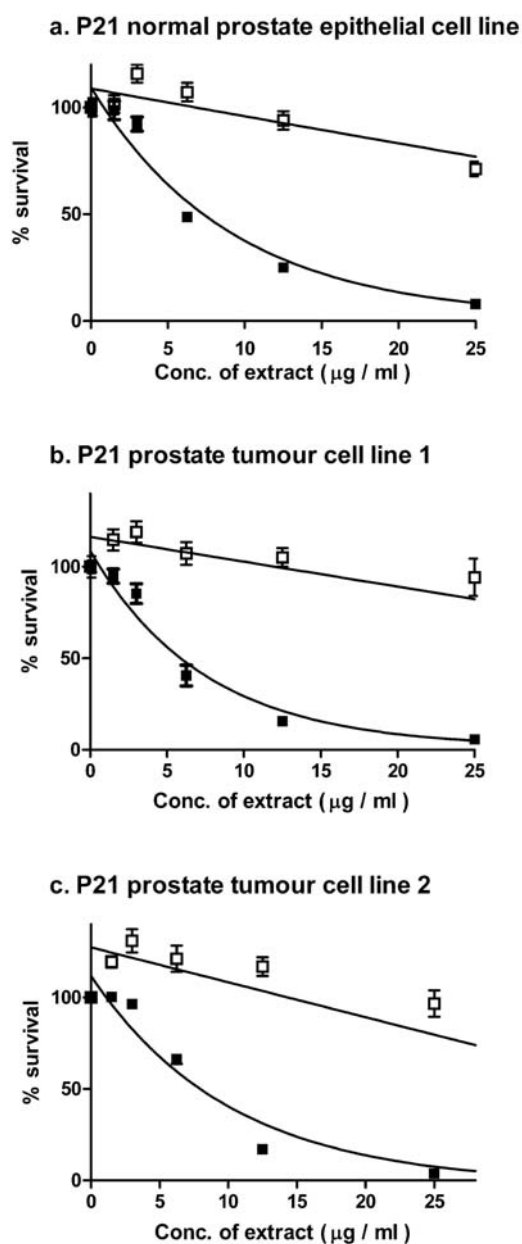 a. P21 normal prostate epithelial cell line
100
50
0
% survival
0 5 10 15 20 25
Conc. of extract ( μg / ml )
b. P21 prostate tumour cell line 1
100
50
0
% survival
0 5 10 15 20 25
Conc. of extract ( μg / ml )
c. P21 prostate tumour cell line 2
100
50
0
% survival
0 5 10 15 20 25
Conc. of extract ( μg / ml )